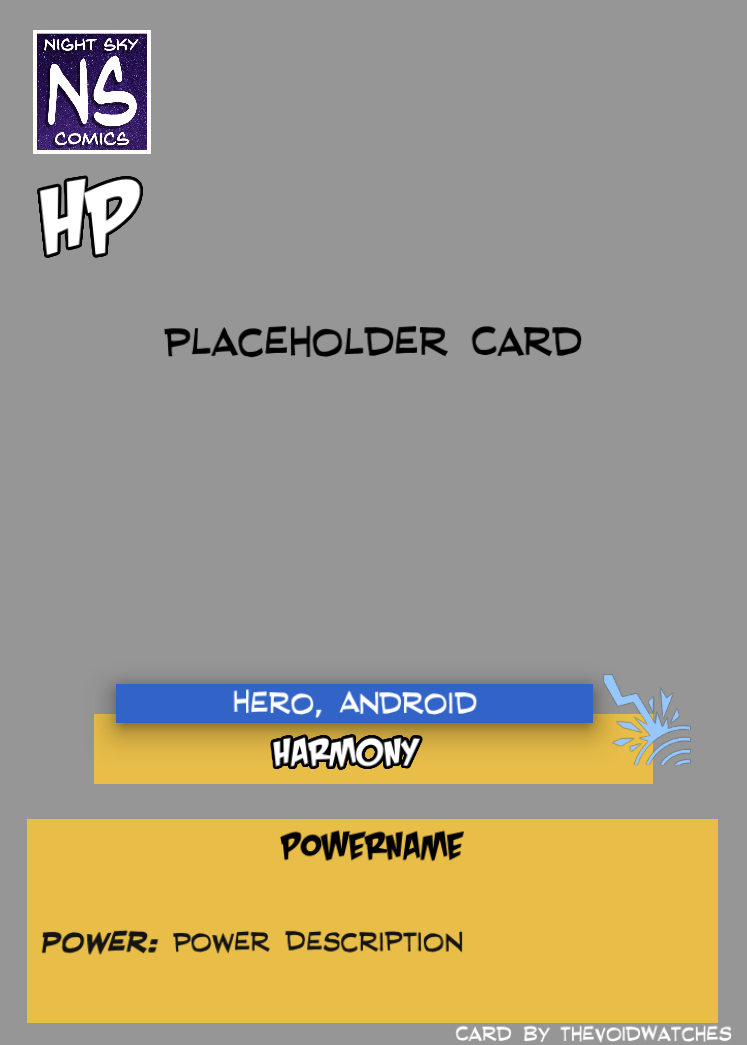 NIGHT SKY
NS
COMICS
HP
PLACEHOLDER CARD
HERO, ANDROID
HARMONY
POWERNAME
POWER: POWER DESCRIPTION
CARD BY THEVOIDWATCHES